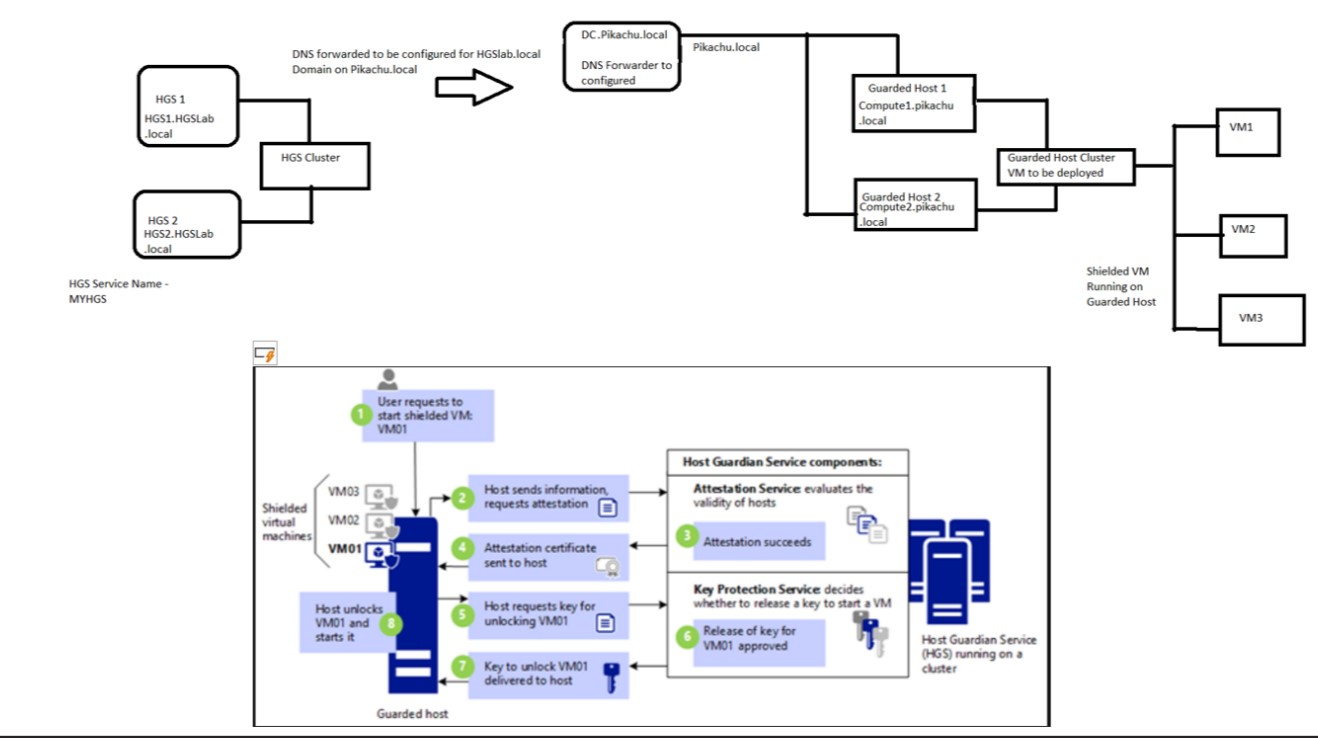 DNS forwarded to be configured for HGSlab.local
Domain on Pikachu.local
HGS 1
HGS1.HGSLab
.local
HGS Cluster
HGS 2
HGS2.HGSLab
.local
HGS Service Name -
MYHGS
DC.Pikachu.local
DNS Forwarder to
configured
Pikachu.local
Guarded Host 1
Compute1.pikachu
.local
Guarded Host 2
Compute2.pikachu
.local
Guarded Host Cluster
VM to be deployed
VM1
VM2
VM3
Shielded VM
Running on
Guarded Host
1
User requests to
start shielded VM:
VM01
Shielded
virtual
machines
VM03
VM02
VM01
2
Host sends information,
requests attestation
Host Guardian Service components:
Attestation Service: evaluates the
validity of hosts
3
Attestation succeeds
4
Attestation certificate
sent to host
5
Host requests key for
unlocking VM01
Key Protection Service: decides
whether to release a key to start a VM
6
Release of key for
VM01 approved
7
Key to unlock VM01
delivered to host
Host unlocks
VM01 and
starts it
8
Guarded host
Host Guardian Service
(HGS) running on a
cluster